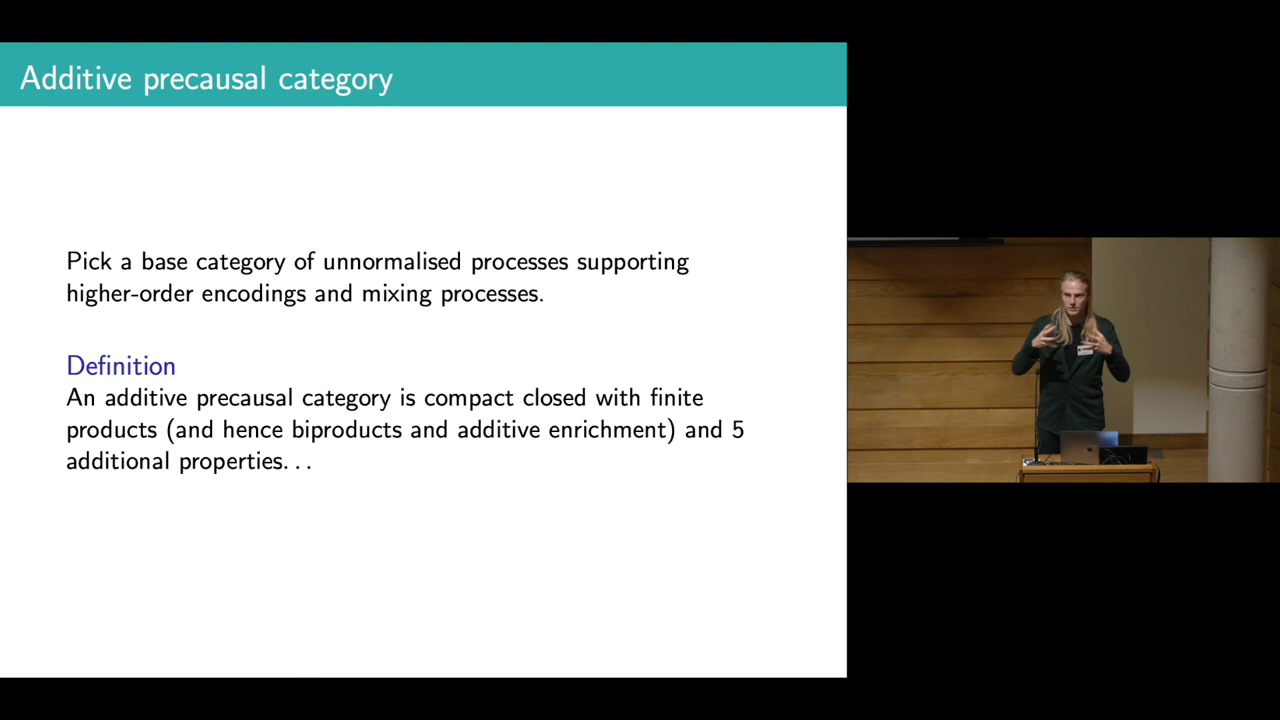 Additive precausal category
Pick a base category of unnormalised processes supporting
higher-order encodings and mixing processes.
Definition
An additive precausal category is compact closed with finite
products (and hence biproducts and additive enrichment) and 5
additional properties...